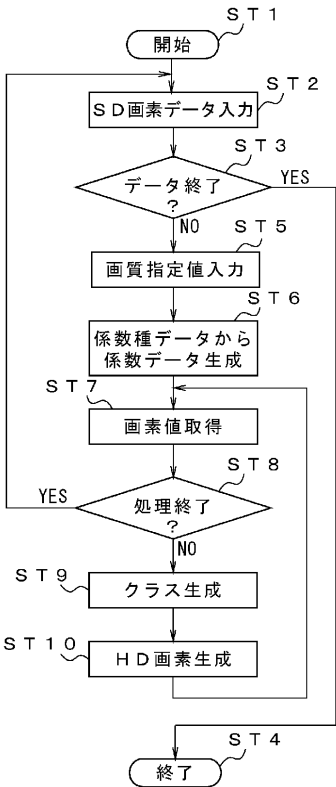 ST1
開始
ST2
SD画素データ入力
ST3
データ終了
?
YES
NO
ST5
画質指定値入力
ST6
係数種データから
係数データ生成
ST7
画素値取得
ST8
YES
処理終了
?
NO
ST9
クラス生成
ST10
HD画素生成
ST4
終了